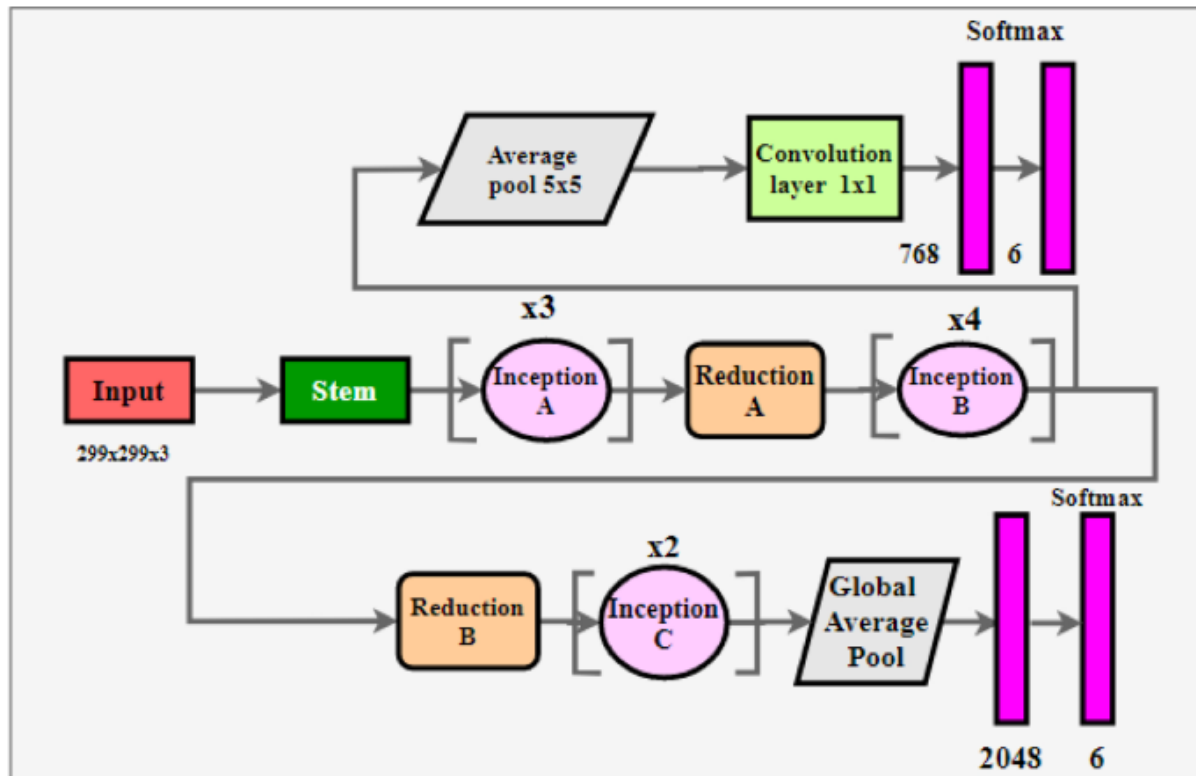 Softmax
Average
pool 5x5
Convolution
layer 1x1
768
6
x3
x4
Input
Stem
Inception
A
Reduction
A
Inception
B
299x299x3
Softmax
x2
Reduction
B
Inception
C
Global
Average
Pool
2048
6